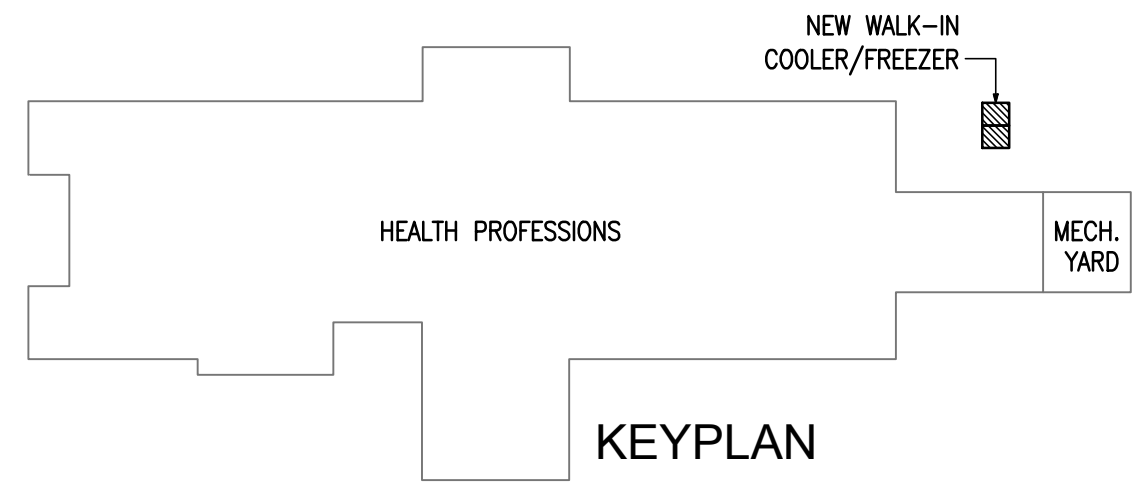 NEW WALK-IN
COOLER/FREEZER
HEALTH PROFESSIONS
MECH.
YARD
KEYPLAN